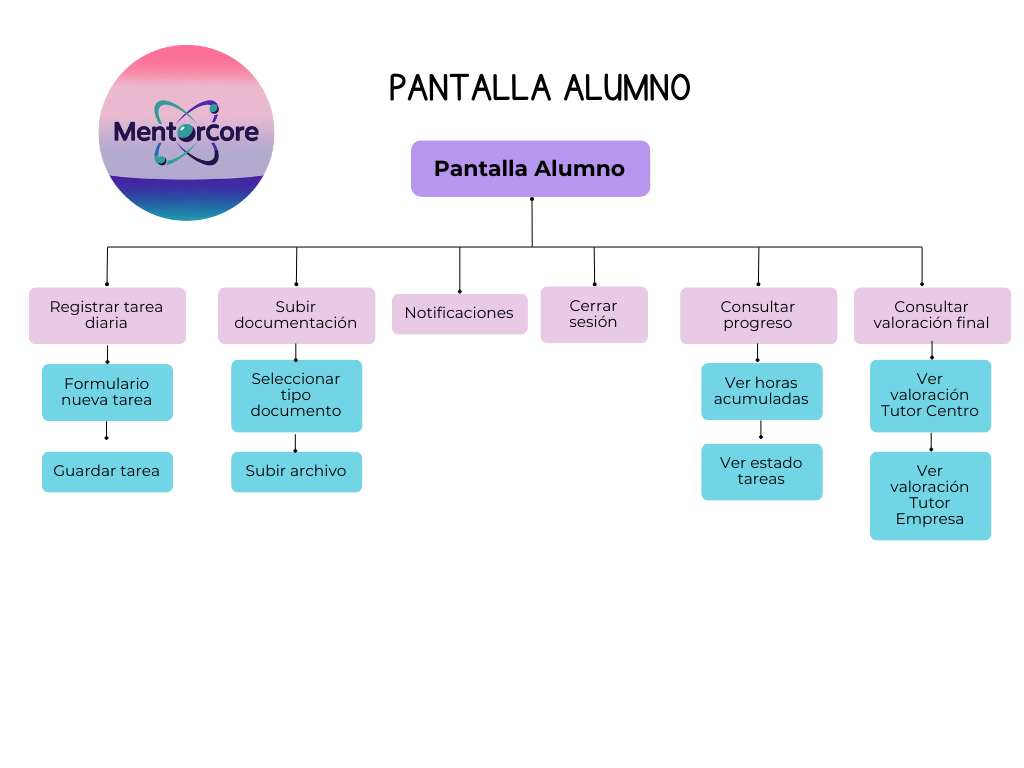 MentorCore
PANTALLA ALUMNO
Pantalla Alumno
Registrar tarea
diaria
Subir
documentación
Notificaciones
Cerrar
sesión
Consultar
progreso
Consultar
valoración final
Formulario
nueva tarea
Seleccionar
tipo
documento
Ver horas
acumuladas
Ver
valoración
Tutor Centro
Guardar tarea
Subir archivo
Ver estado
tareas
Ver
valoración
Tutor
Empresa